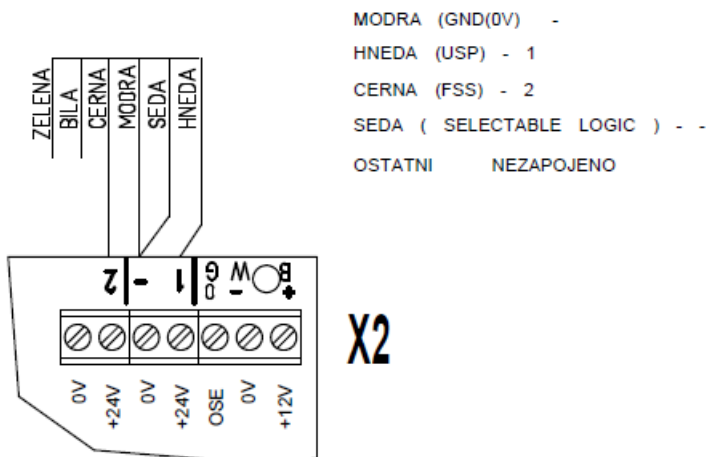 MODRA (GND(0V) -
HNEDA (USP) - 1
CERNA (FSS) - 2
SEDA ( SELECTABLE LOGIC ) - -
OSTATNI NEZAPOJENO
ZELENA
BILA
CERNA
MODRA
SEDA
HNEDA
2 - 1 G W B
0 - +
X2
0V
+24V
0V
+24V
OSE
0V
+12V